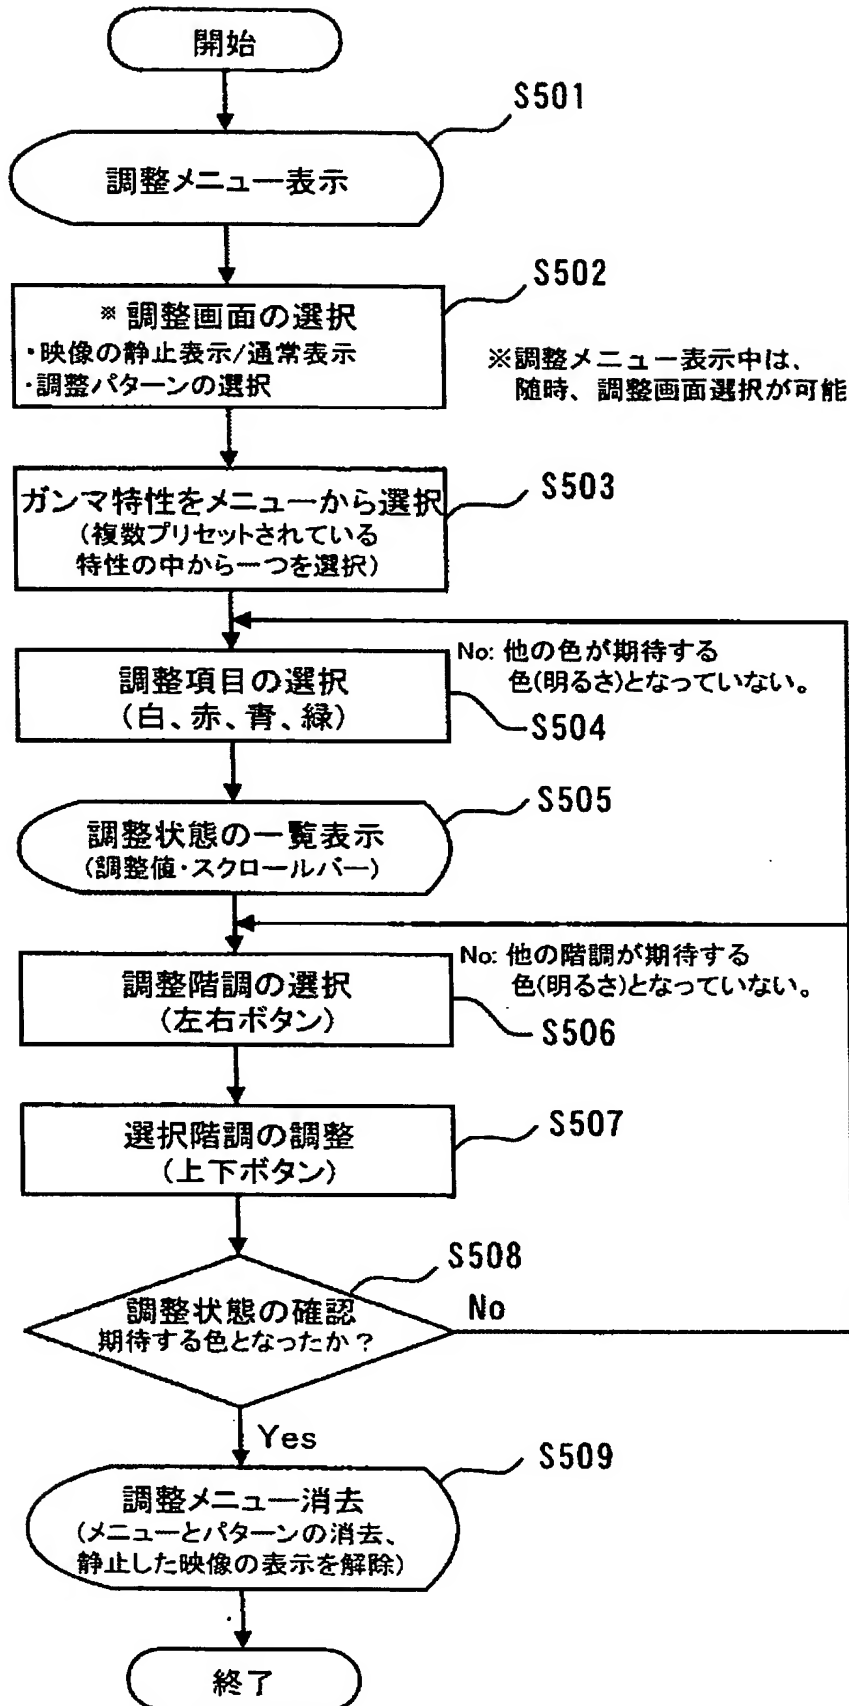 開始
S501
調整メニュー表示
S502
※調整画面の選択
・映像の静止表示/通常表示
・調整パターンの選択
※調整メニュー表示中は、
随時、調整画面選択が可能
S503
ガンマ特性をメニューから選択
(複数プリセットされている
特性の中から一つを選択)
No: 他の色が期待する
色(明るさ)となっていない。
調整項目の選択
(白、赤、青、緑)
S504
S505
調整状態の一覧表示
(調整値・スクロールバー)
No: 他の階調が期待する
色(明るさ)となっていない。
調整階調の選択
(左右ボタン)
S506
S507
選択階調の調整
(上下ボタン)
S508
調整状態の確認
期待する色となったか?
No
Yes
S509
調整メニュー消去
(メニューとパターンの消去、
静止した映像の表示を解除)
終了